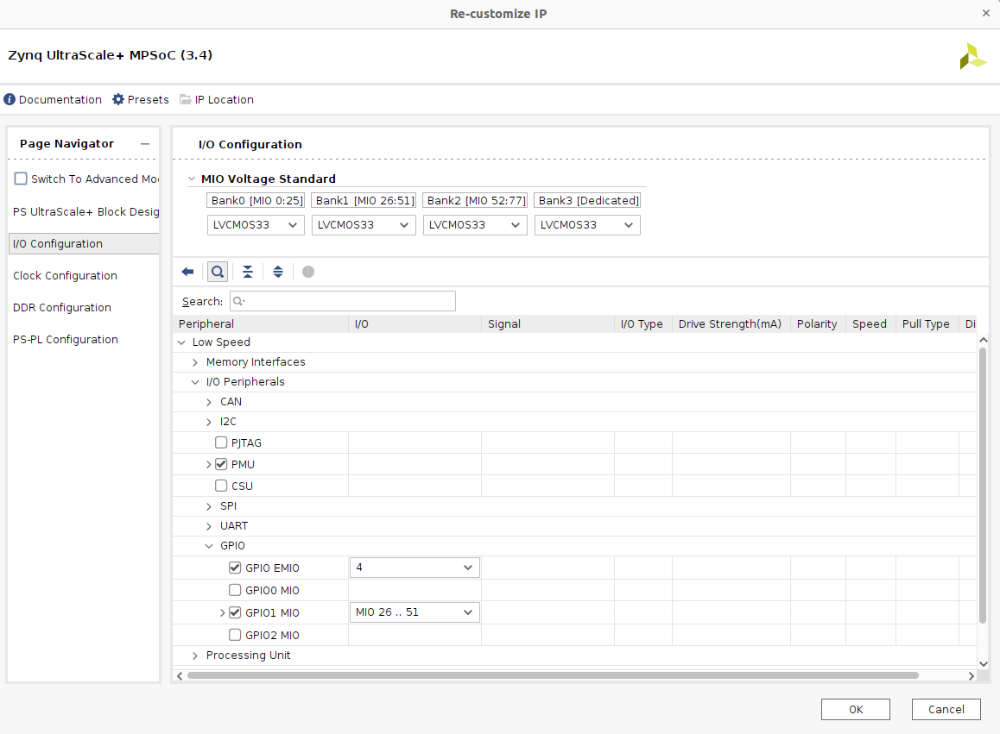 Re-customize IP
Zynq UltraScale+ MPSoC (3.4)
Documentation Presets IP Location
Page Navigator
Switch To Advanced Mo
PS UltraScale+ Block Desig
I/O Configuration
Clock Configuration
DDR Configuration
PS-PL Configuration
I/O Configuration
MIO Voltage Standard
Bank0 [MIO 0:25] Bank1 [MIO 26:51] Bank2 [MIO 52:77] Bank3 [Dedicated]
LVCMOS33 LVCMOS33 LVCMOS33 LVCMOS33
Search:
Peripheral I/O Signal I/O Type Drive Strength(mA) Polarity Speed Pull Type Di
Low Speed
Memory Interfaces
I/O Peripherals
CAN
I2C
PJTAG
PMU
CSU
SPI
UART
GPIO
GPIO EMIO 4
GPIO0 MIO
GPIO1 MIO MIO 26 .. 51
GPIO2 MIO
Processing Unit
OK Cancel